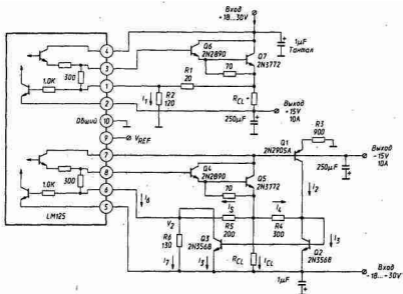 Вход
+18...30V
4
Q6
2N2890
Q7
2N3772
1μF
Тантал
3
300
70
1
R1
20
1.0K
I1
R2
120
RCL
2
Выход
+15V
10A
Общий
10
250μF
9
VREF
Q1
2N2905A
R3
900
7
Выход
-15V
10A
8
Q4
2N2890
Q5
2N3772
250μF
300
70
I2
1.0K
6
I6
I5
I4
V2
R5
200
R4
300
5
R6
130
Q3
2N3568
I3
LM125
I7
I3
RCL
ICL
Q2
2N3568
1μF
Вход
-18...-30V